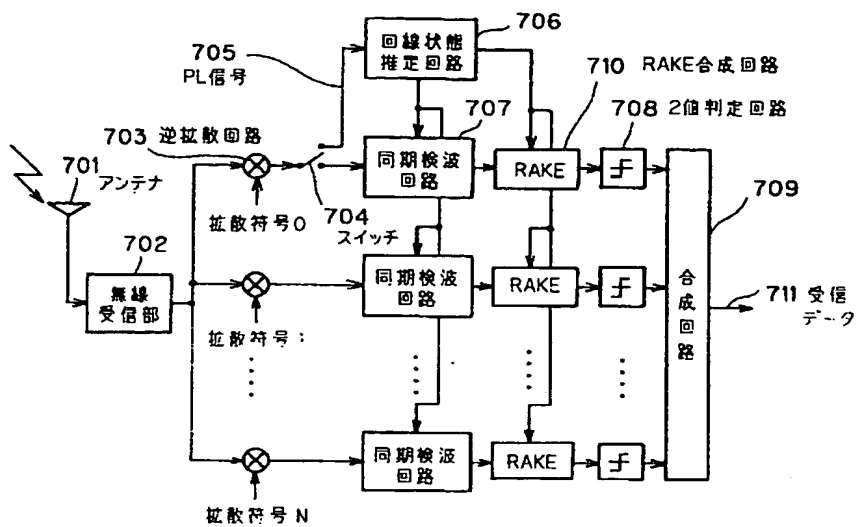 706
705
PL信号
回線状態
推定回路
710 RAKE合成回路
707
708 2値判定回路
703 逆拡散回路
701
アンテナ
同期検波
回路
RAKE
709
拡散符号0
704
スイッチ
702
無線
受信部
同期検波
回路
RAKE
合成回路
711 受信
データ
拡散符号i
同期検波
回路
RAKE
拡散符号N